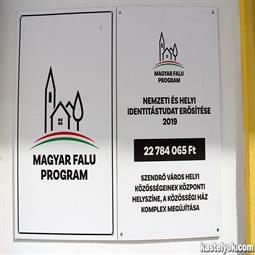 MAGYAR FALU
PROGRAM
MAGYAR FALU
PROGRAM
NEMZETI ÉS HELYI
IDENTITÁSTUDAT ERŐSÍTÉSE
2019
22 784 065 Ft
SZENDRŐ VÁROS HELYI
KÖZÖSSÉGEINEK KÖZPONTI
HELYSZÍNE, A KÖZÖSSÉGI HÁZ
KOMPLEX MEGÚJÍTÁSA
kastelyok.com